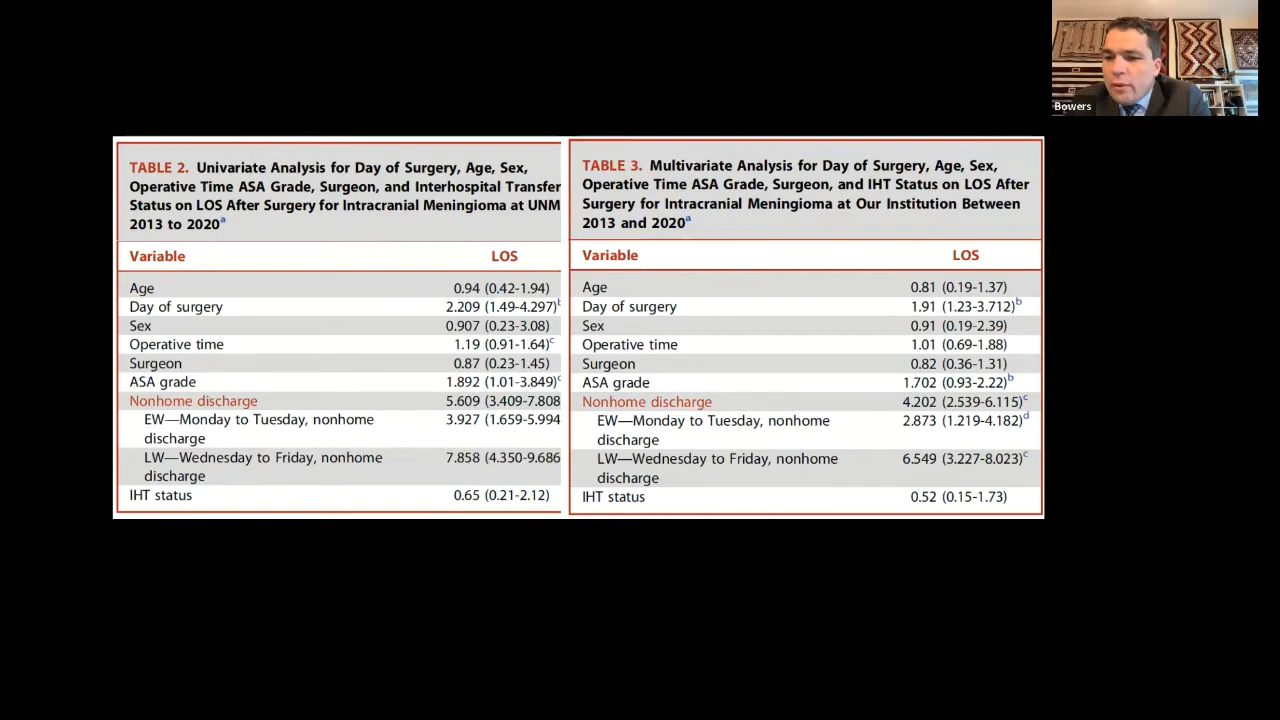 Bowers
TABLE 2. Univariate Analysis for Day of Surgery, Age, Sex,
Operative Time ASA Grade, Surgeon, and Interhospital Transfer
Status on LOS After Surgery for Intracranial Meningioma at UNM
2013 to 2020a
Variable LOS
Age 0.94 (0.42-1.94)
Day of surgery 2.209 (1.49-4.297)b
Sex 0.907 (0.23-3.08)
Operative time 1.19 (0.91-1.64)c
Surgeon 0.87 (0.23-1.45)
ASA grade 1.892 (1.01-3.849)c
Nonhome discharge 5.609 (3.409-7.808
EW—Monday to Tuesday, nonhome 3.927 (1.659-5.994
discharge
LW—Wednesday to Friday, nonhome 7.858 (4.350-9.686
discharge
IHT status 0.65 (0.21-2.12)
TABLE 3. Multivariate Analysis for Day of Surgery, Age, Sex,
Operative Time ASA Grade, Surgeon, and IHT Status on LOS After
Surgery for Intracranial Meningioma at Our Institution Between
2013 and 2020a
Variable LOS
Age 0.81 (0.19-1.37)
Day of surgery 1.91 (1.23-3.712)b
Sex 0.91 (0.19-2.39)
Operative time 1.01 (0.69-1.88)
Surgeon 0.82 (0.36-1.31)
ASA grade 1.702 (0.93-2.22)b
Nonhome discharge 4.202 (2.539-6.115)c
EW—Monday to Tuesday, nonhome 2.873 (1.219-4.182)d
discharge
LW—Wednesday to Friday, nonhome 6.549 (3.227-8.023)c
discharge
IHT status 0.52 (0.15-1.73)